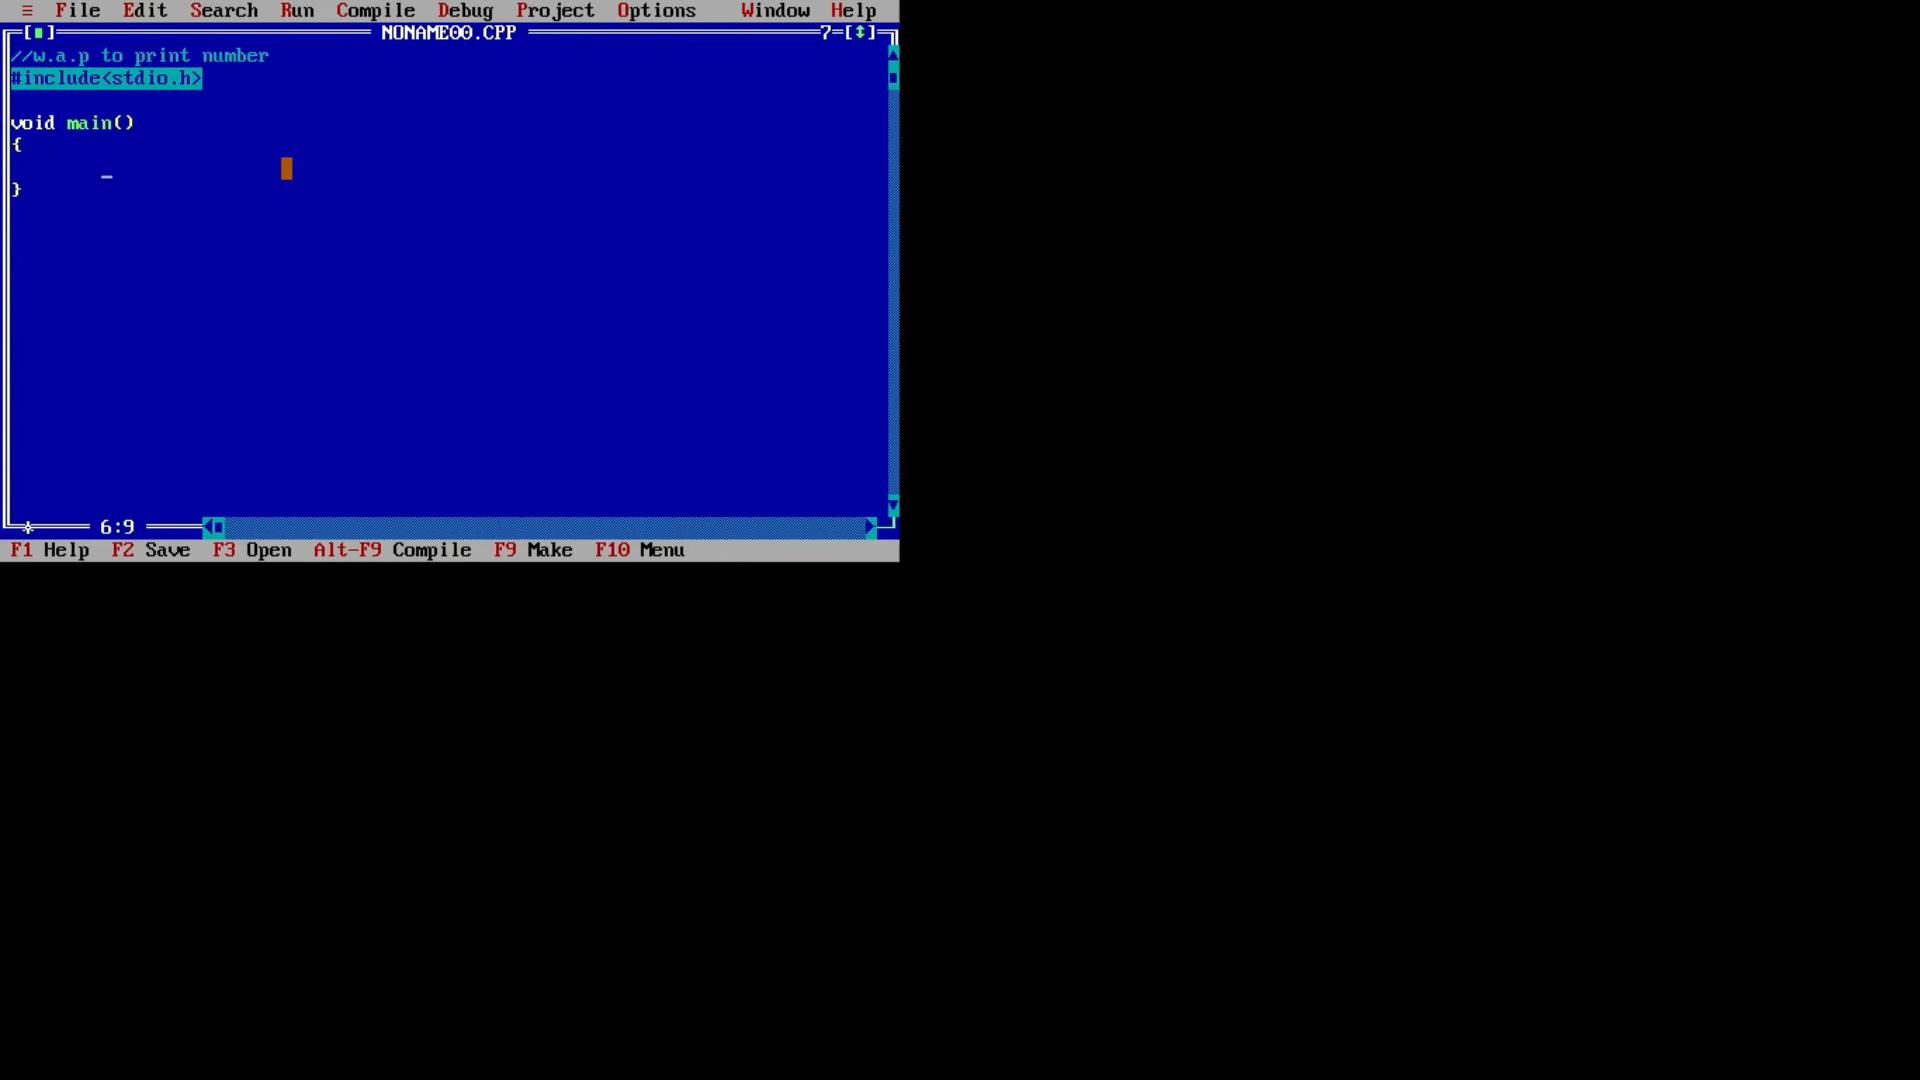 ≡ File Edit Search Run Compile Debug Project Options Window Help
[■] NONAME00.CPP 7=[↕]
//w.a.p to print number
#include<stdio.h>
void main()
{
_
}
6:9
F1 Help F2 Save F3 Open Alt-F9 Compile F9 Make F10 Menu